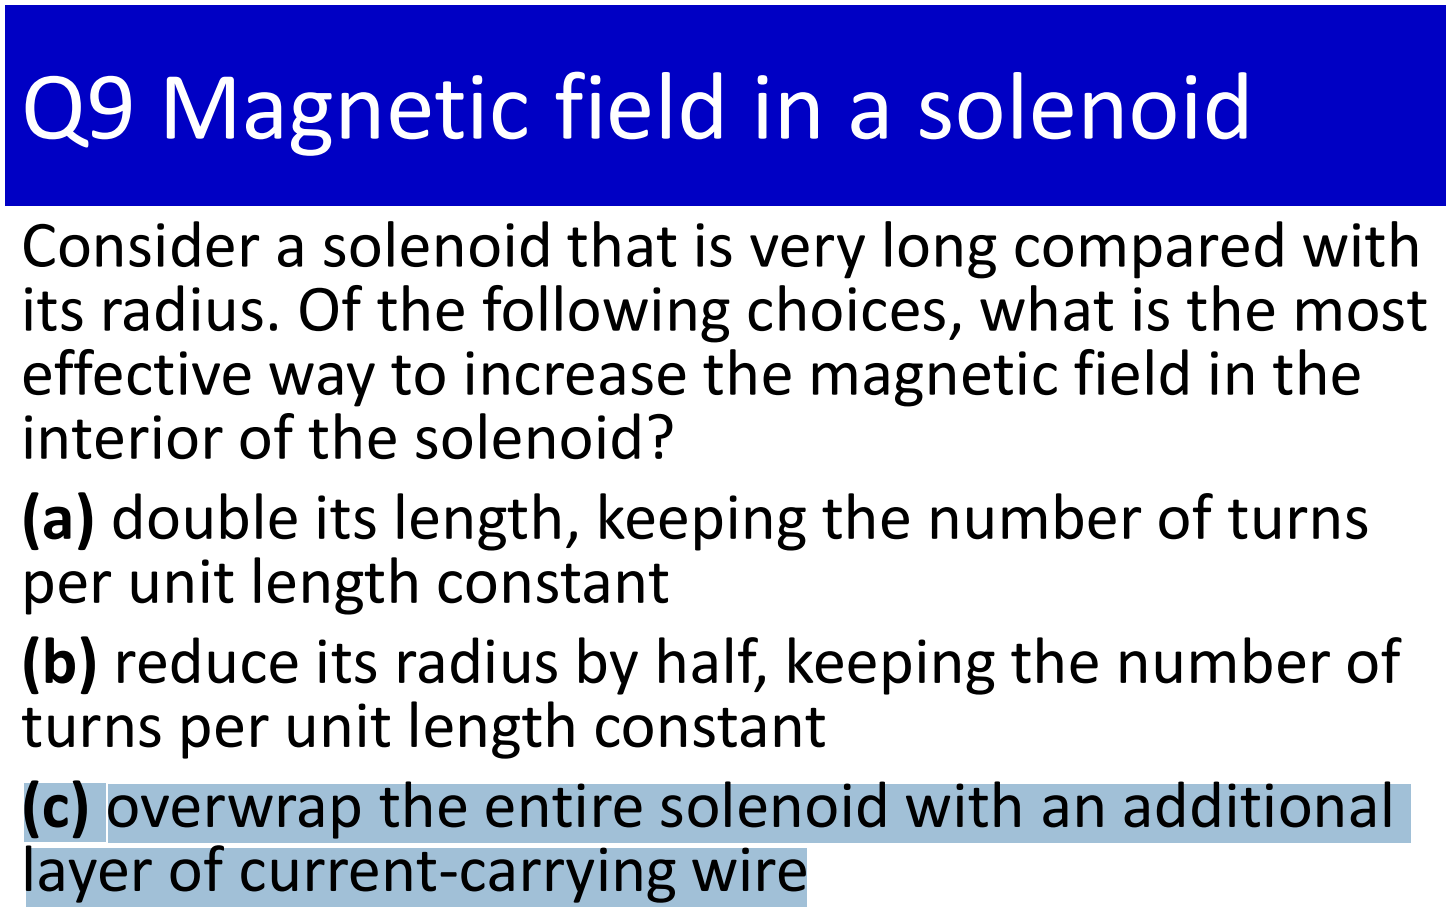 Q9 Magnetic field in a solenoid
Consider a solenoid that is very long compared with
its radius. Of the following choices, what is the most
effective way to increase the magnetic field in the
interior of the solenoid?
(a) double its length, keeping the number of turns
per unit length constant
(b) reduce its radius by half, keeping the number of
turns per unit length constant
(c) overwrap the entire solenoid with an additional
layer of current-carrying wire